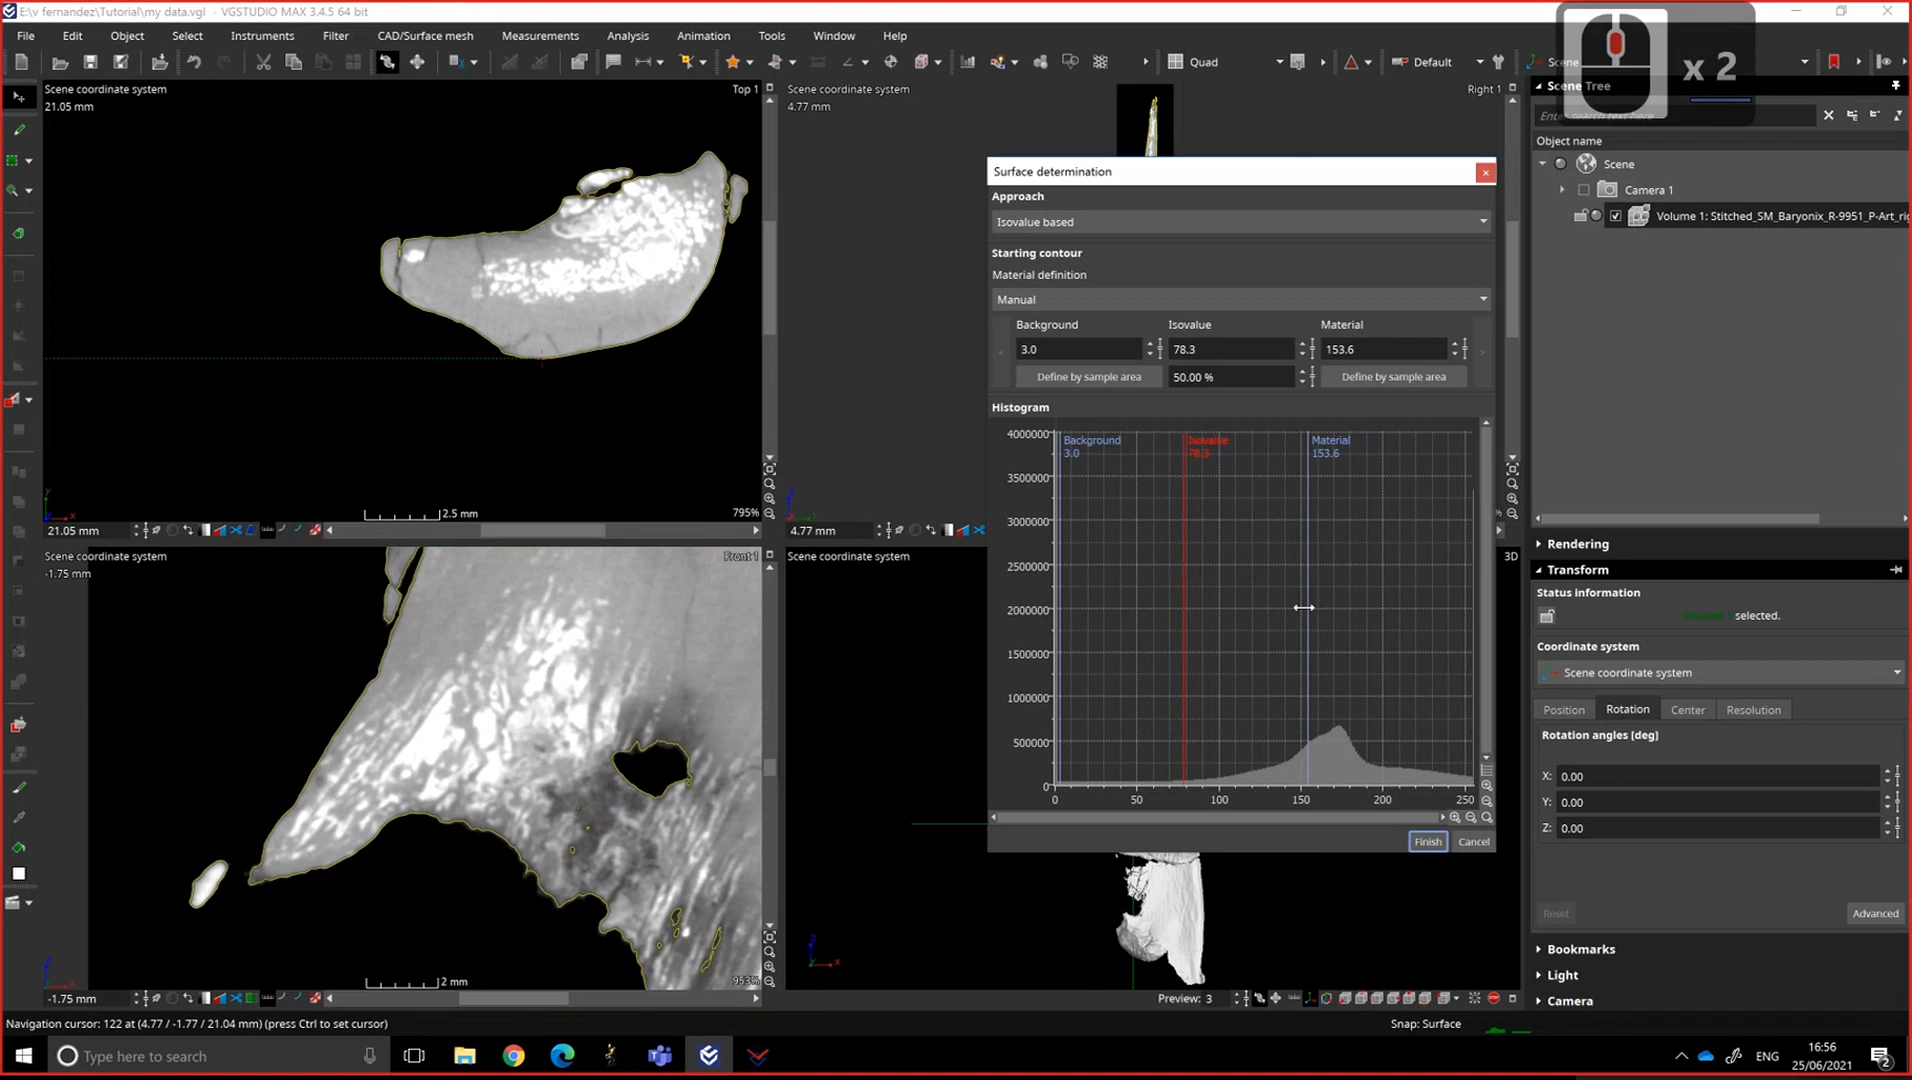 E:\v fernandez\Tutorial\my data.vgl - VGSTUDIO MAX 3.4.5 64 bit
File Edit Object Select Instruments Filter CAD/Surface mesh Measurements Analysis Animation Tools Window Help
x 2
Quad
Default
Scene
Scene coordinate system
21.05 mm
Top 1
2.5 mm
795%
21.05 mm
Scene coordinate system
4.77 mm
Right 1
4.77 mm
Scene coordinate system
-1.75 mm
Front 1
2 mm
953%
-1.75 mm
Scene coordinate system
3D
Preview: 3
Surface determination
Approach
Isovalue based
Starting contour
Material definition
Manual
Background Isovalue Material
3.0 78.3 153.6
Define by sample area 50.00 % Define by sample area
Histogram
4000000
3500000
3000000
2500000
2000000
1500000
1000000
500000
0
Background
3.0
Isovalue
78.3
Material
153.6
0 50 100 150 200 250
Finish Cancel
Scene Tree
Enter search text here
Object name
Scene
Camera 1
Volume 1: Stitched_SM_Baryonix_R-9951_P-Art_rig
Rendering
Transform
Status information
selected.
Coordinate system
Scene coordinate system
Position Rotation Center Resolution
Rotation angles [deg]
X: 0.00
Y: 0.00
Z: 0.00
Reset Advanced
Bookmarks
Light
Camera
Navigation cursor: 122 at (4.77 / -1.77 / 21.04 mm) (press Ctrl to set cursor)
Snap: Surface
Type here to search
ENG
16:56
25/06/2021
2